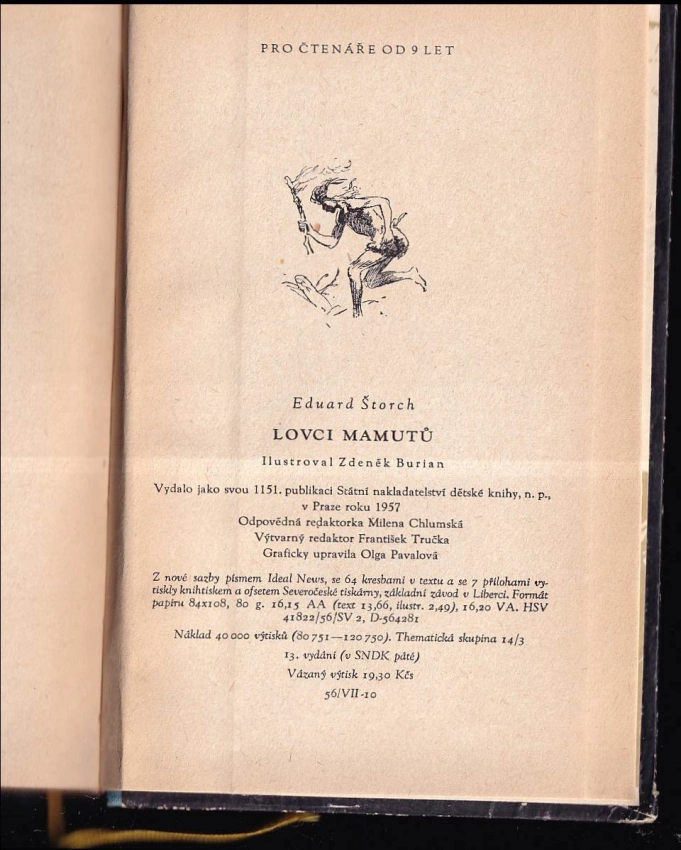 PRO ČTENÁŘE OD 9 LET
Eduard Štorch
LOVCI MAMUTŮ
Ilustroval Zdeněk Burian
Vydalo jako svou 1151. publikaci Státní nakladatelství dětské knihy, n. p.,
v Praze roku 1957
Odpovědná redaktorka Milena Chlumská
Výtvarný redaktor František Tručka
Graficky upravila Olga Pavalová
Z nové sazby písmem Ideal News, se 64 kresbami v textu a se 7 přílohami vy-
tiskly knihtiskem a ofsetem Severočeské tiskárny, základní závod v Liberci. Formát
papíru 84x108, 80 g. 16,15 AA (text 13,66, ilustr. 2,49), 16,20 VA. HSV
41822/56/SV 2, D-564281
Náklad 40 000 výtisků (80 751—120 750). Thematická skupina 14/3
13. vydání (v SNDK páté)
Vázaný výtisk 19,30 Kčs
56/VII-10